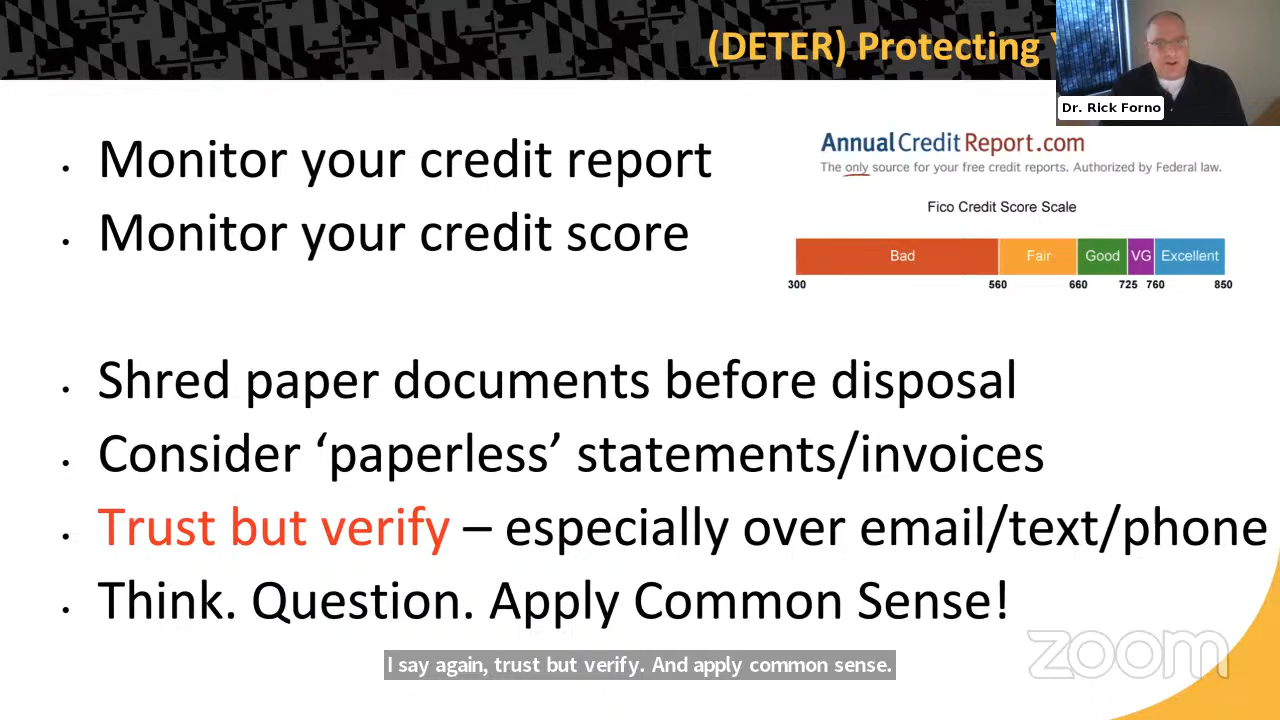 (DETER) Protecting
Dr. Rick Forno
AnnualCreditReport.com
The only source for your free credit reports. Authorized by Federal law.
Fico Credit Score Scale
Bad Fair Good VG Excellent
300 560 660 725 760 850
• Monitor your credit report
• Monitor your credit score
• Shred paper documents before disposal
• Consider ‘paperless’ statements/invoices
• Trust but verify – especially over email/text/phone
• Think. Question. Apply Common Sense!
zoom
I say again, trust but verify. And apply common sense.